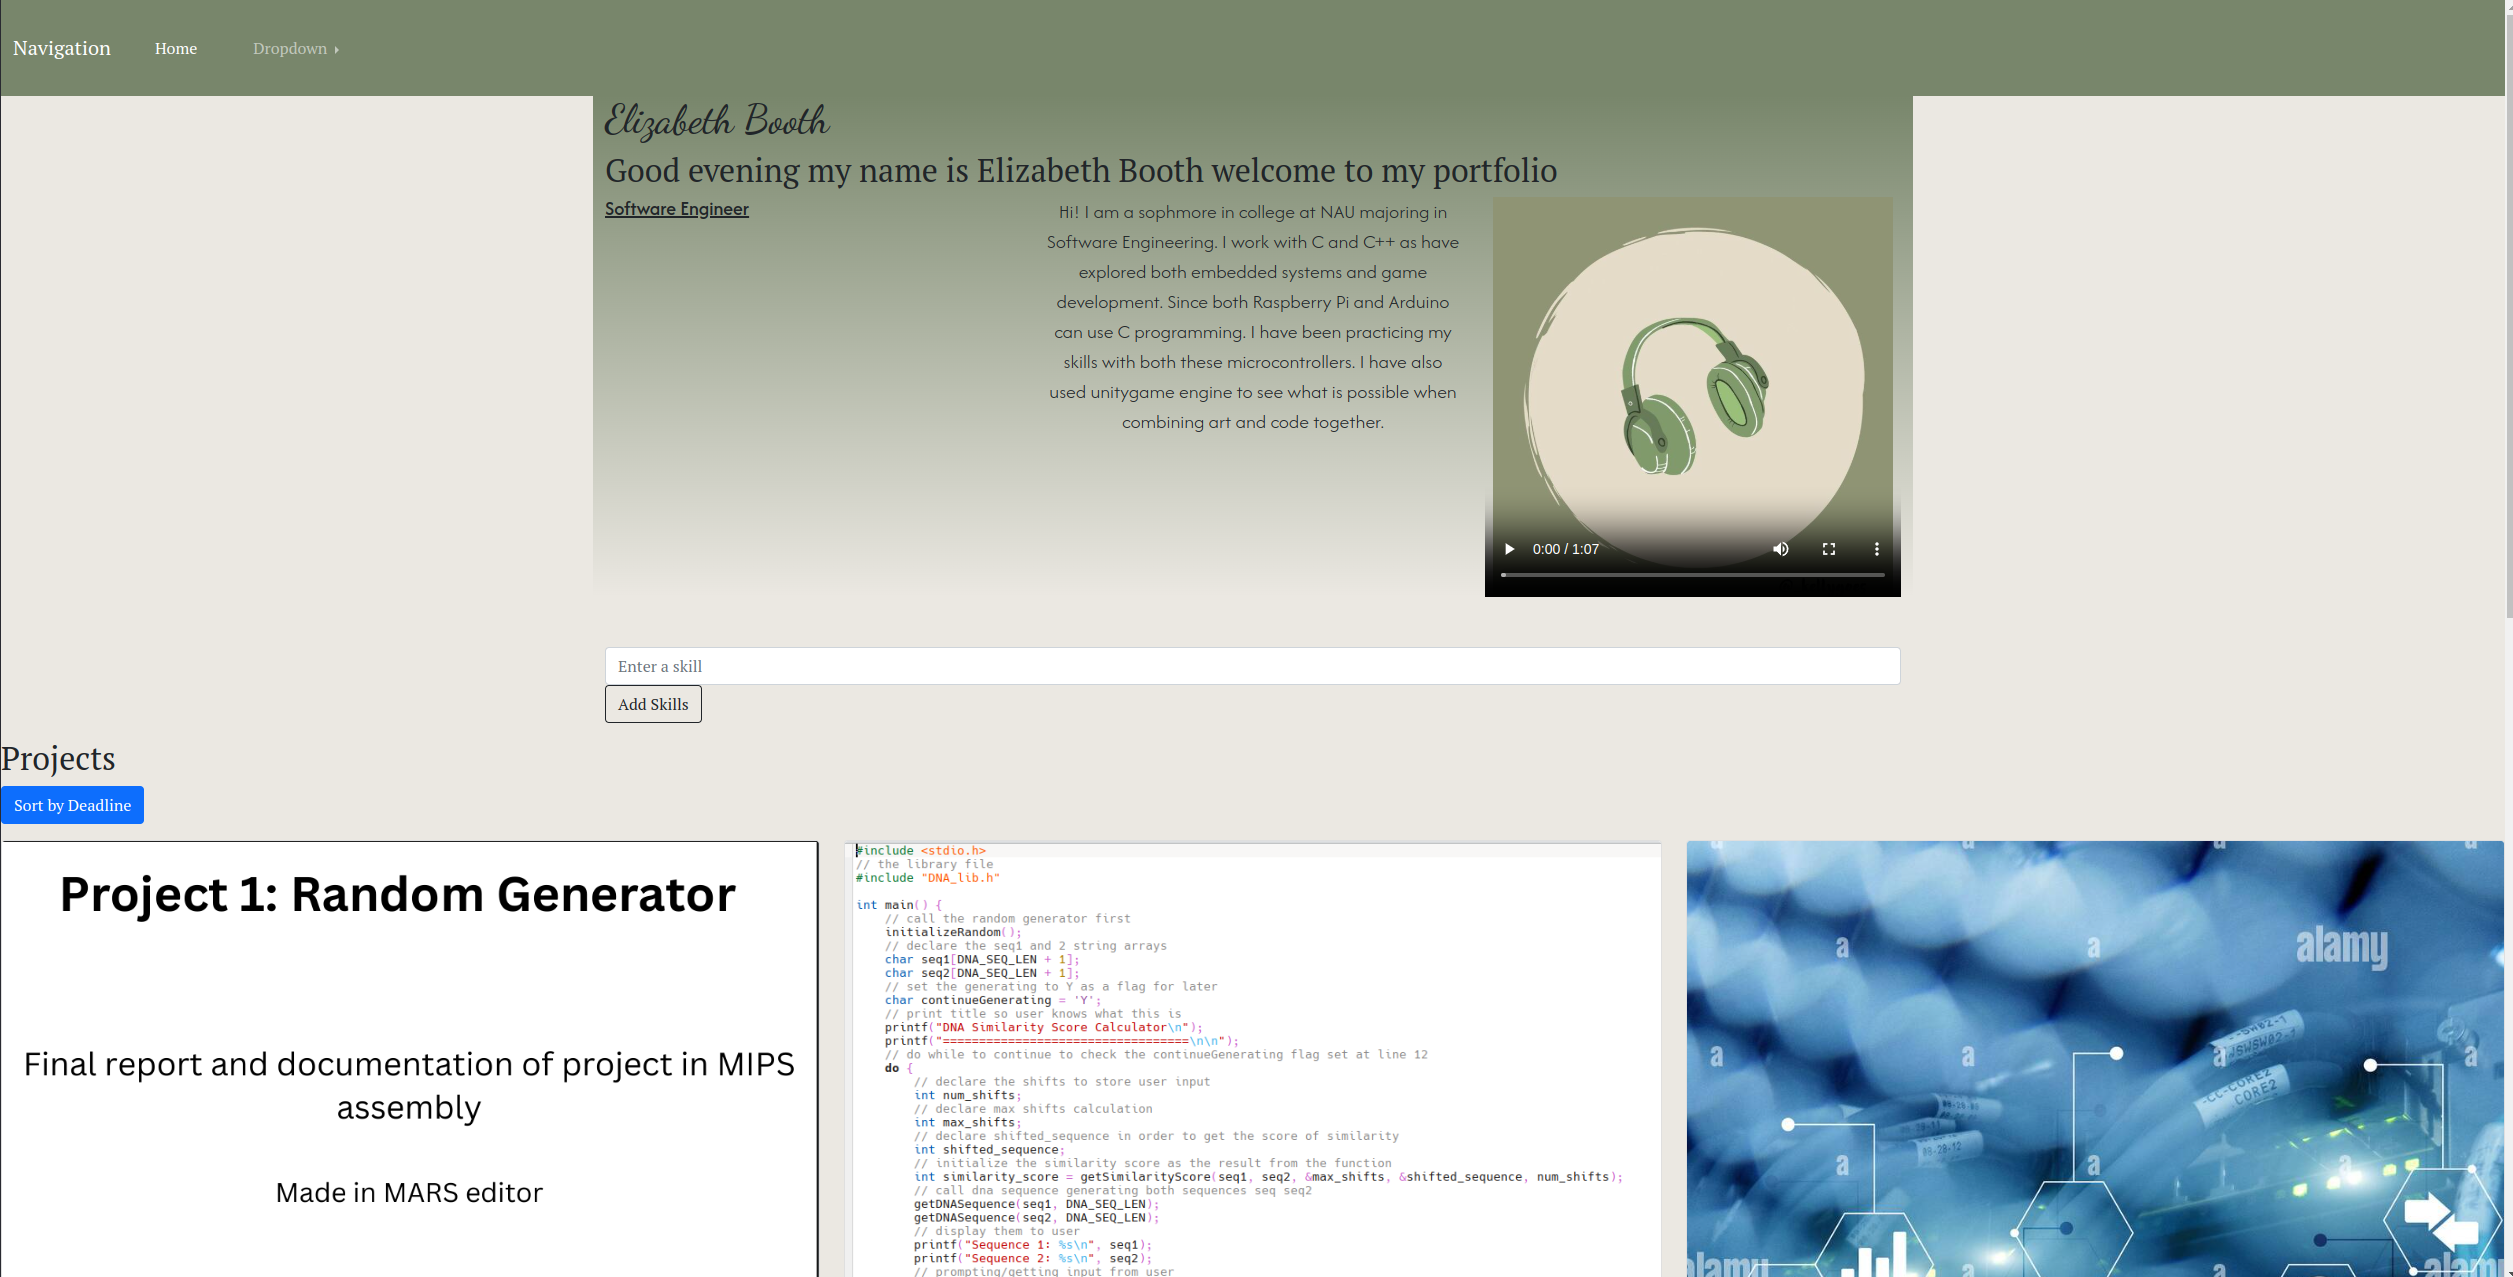 Navigation
Home
Dropdown
Elizabeth Booth
Good evening my name is Elizabeth Booth welcome to my portfolio
Software Engineer
Hi! I am a sophmore in college at NAU majoring in
Software Engineering. I work with C and C++ as have
explored both embedded systems and game
development. Since both Raspberry Pi and Arduino
can use C programming. I have been practicing my
skills with both these microcontrollers. I have also
used unitygame engine to see what is possible when
combining art and code together.
0:00 / 1:07
Enter a skill
Add Skills
Projects
Sort by Deadline
Project 1: Random Generator
Final report and documentation of project in MIPS
assembly
Made in MARS editor
#include <stdio.h>
// the library file
#include "DNA_lib.h"
int main() {
// call the random generator first
initializeRandom();
// declare the seq1 and 2 string arrays
char seq1[DNA_SEQ_LEN + 1];
char seq2[DNA_SEQ_LEN + 1];
// set the generating to Y as a flag for later
char continueGenerating = 'Y';
// print title so user knows what this is
printf("DNA Similarity Score Calculator\n");
printf("==================================\n\n");
// do while to continue to check the continueGenerating flag set at line 12
do {
// declare the shifts to store user input
int num_shifts;
// declare max shifts calculation
int max_shifts;
// declare shifted_sequence in order to get the score of similarity
int shifted_sequence;
// initialize the similarity score as the result from the function
int similarity_score = getSimilarityScore(seq1, seq2, &max_shifts, &shifted_sequence, num_shifts);
// call dna sequence generating both sequences seq seq2
getDNASequence(seq1, DNA_SEQ_LEN);
getDNASequence(seq2, DNA_SEQ_LEN);
// display them to user
printf("Sequence 1: %s\n", seq1);
printf("Sequence 2: %s\n", seq2);
// prompting/getting input from user
alamy
a
a
a
a
a
a
a
a
a
CORE2
alamy
alamy